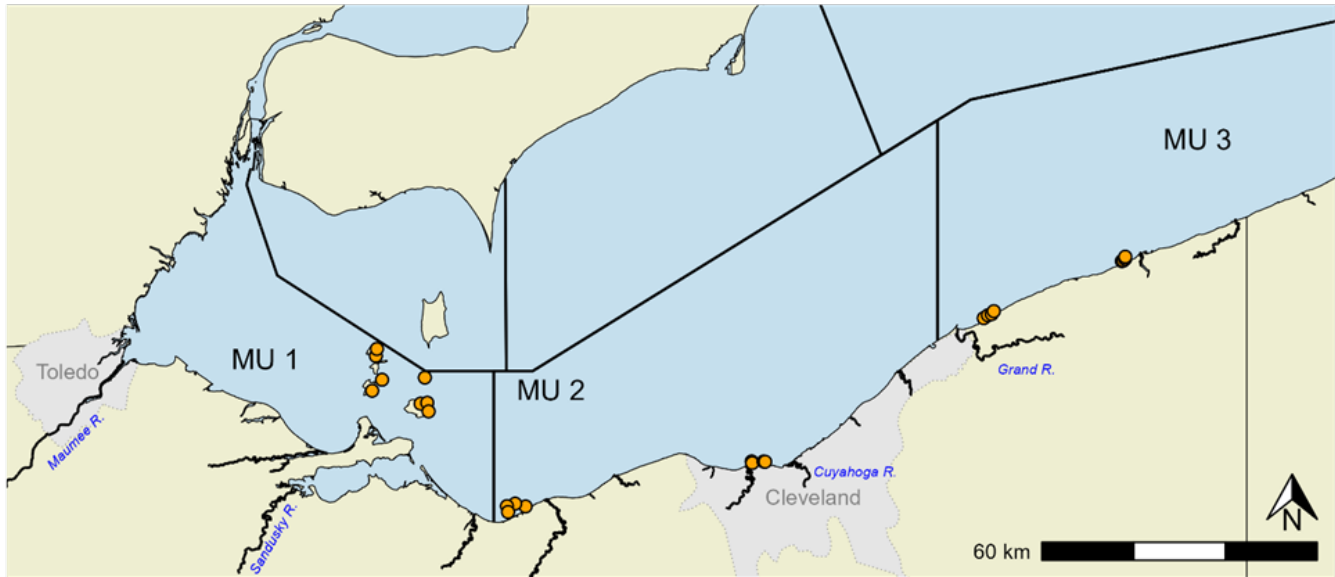 MU 3
MU 1
Toledo
MU 2
Grand R.
Maumee R.
Cuyahoga R.
Cleveland
Sandusky R.
N
60 km